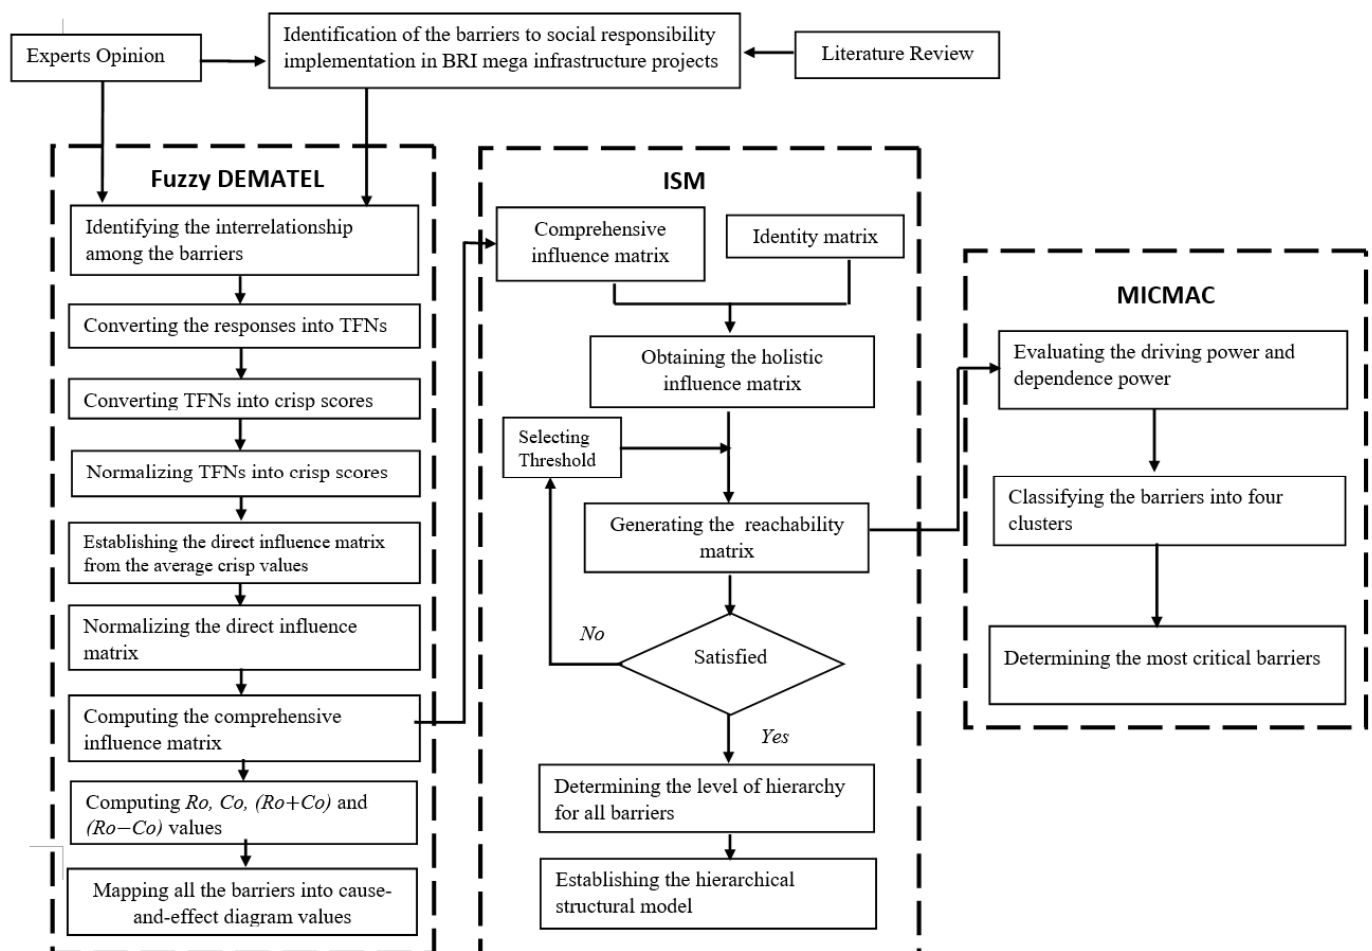 Experts Opinion
Identification of the barriers to social responsibility
implementation in BRI mega infrastructure projects
Literature Review
Fuzzy DEMATEL
Identifying the interrelationship
among the barriers
Converting the responses into TFNs
Converting TFNs into crisp scores
Normalizing TFNs into crisp scores
Establishing the direct influence matrix
from the average crisp values
Normalizing the direct influence
matrix
Computing the comprehensive
influence matrix
Computing Ro, Co, (Ro+Co) and
(Ro−Co) values
Mapping all the barriers into cause-
and-effect diagram values
ISM
Comprehensive
influence matrix
Identity matrix
Obtaining the holistic
influence matrix
Selecting
Threshold
Generating the reachability
matrix
Satisfied
No
Yes
Determining the level of hierarchy
for all barriers
Establishing the hierarchical
structural model
MICMAC
Evaluating the driving power and
dependence power
Classifying the barriers into four
clusters
Determining the most critical barriers